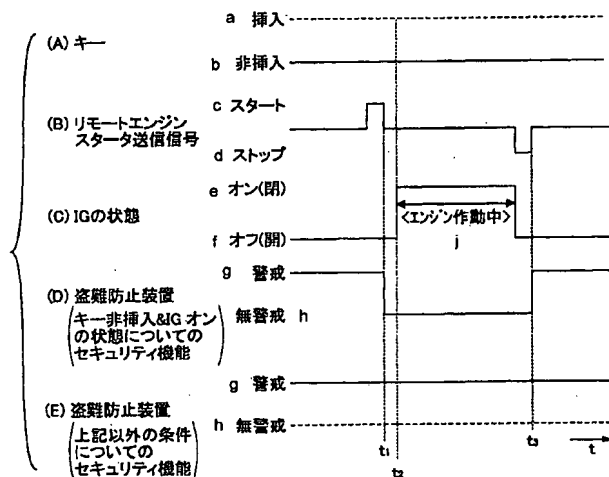 a 挿入
(A) キー
b 非挿入
c スタート
(B) リモートエンジン
スタータ送信信号
d ストップ
e オン(閉)
<エンジン作動中>
(C) IGの状態
j
f オフ(開)
g 警戒
(D) 盗難防止装置
無警戒 h
(キー非挿入&IG オン
の状態についての
セキュリティ機能)
g 警戒
(E) 盗難防止装置
h 無警戒
(上記以外の条件
についての
セキュリティ機能)
t1
t2
t3
t